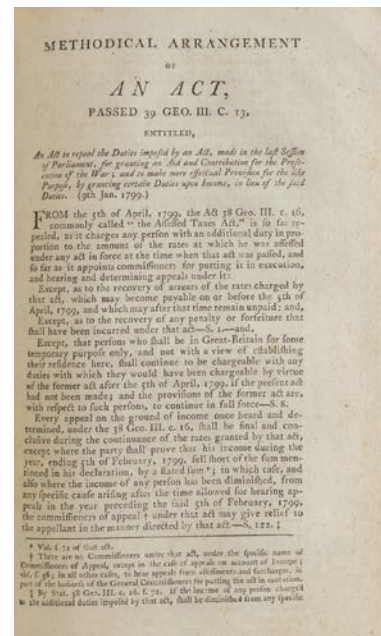 METHODICAL ARRANGEMENT
OF
AN ACT,
PASSED 39 GEO. III. C. 13,
ENTITLED,
An Act to repeal the Duties imposed by an Act, made in the last Session
of Parliament, for granting an Aid and Contribution for the Prose-
cution of the War; and to make more effectual Provision for the like
Purpose, by granting certain Duties upon Income, in lieu of the said
Duties. (9th Jan. 1799.)
FROM the 5th of April, 1799, the Act 38 Geo. III. c. 16,
commonly called "the Assessed Taxes Act," is so far re-
pealed, as it charges any person with an additional duty in pro-
portion to the amount of the rates at which he was assessed
under any act in force at the time when that act was passed, and
so far as it appoints commissioners for putting it in execution,
and hearing and determining appeals under it:
Except, as to the recovery of arrears of the rates charged by
that act, which may become payable on or before the 5th of
April, 1799, and which may after that time remain unpaid; and,
Except, as to the recovery of any penalty or forfeiture that
shall have been incurred under that act—S. 1.—and,
Except, that persons who shall be in Great-Britain for some
temporary purpose only, and not with a view of establishing
their residence here, shall continue to be chargeable with any
duties with which they would have been chargeable by virtue
of the former act after the 5th of April, 1799, if the present act
had not been made; and the provisions of the former act are,
with respect to such persons, to continue in full force—S. 8.
Every appeal on the ground of income once heard and de-
termined, under the 38 Geo. III. c. 16, shall be final and con-
clusive during the continuance of the rates granted by that act,
except where the party shall prove that his income during the
year, ending 5th of February, 1799, fell short of the sum men-
tioned in his declaration, by a stated sum *; in which case, and
also where the income of any person has been diminished, from
any specific cause arising after the time allowed for hearing ap-
peals in the year preceding the said 5th of February, 1799,
the commissioners of appeal † under that act may give relief to
the appellant in the manner directed by that act.—S. 122. ‡
* Vid. s. 71 of that act.
† There are no Commissioners under that act, under the specific name of
Commissioners of Appeal, except in the case of appeals on account of Income;
vid. s. 56; in all other cases, to hear appeals from assessments and surcharges, is
part of the business of the General Commissioners for putting the act in execution.
‡ By Stat. 38 Geo. III. c. 16. s. 72. If the income of any person charged
to the additional duties imposed by that act, shall be diminished from any specific